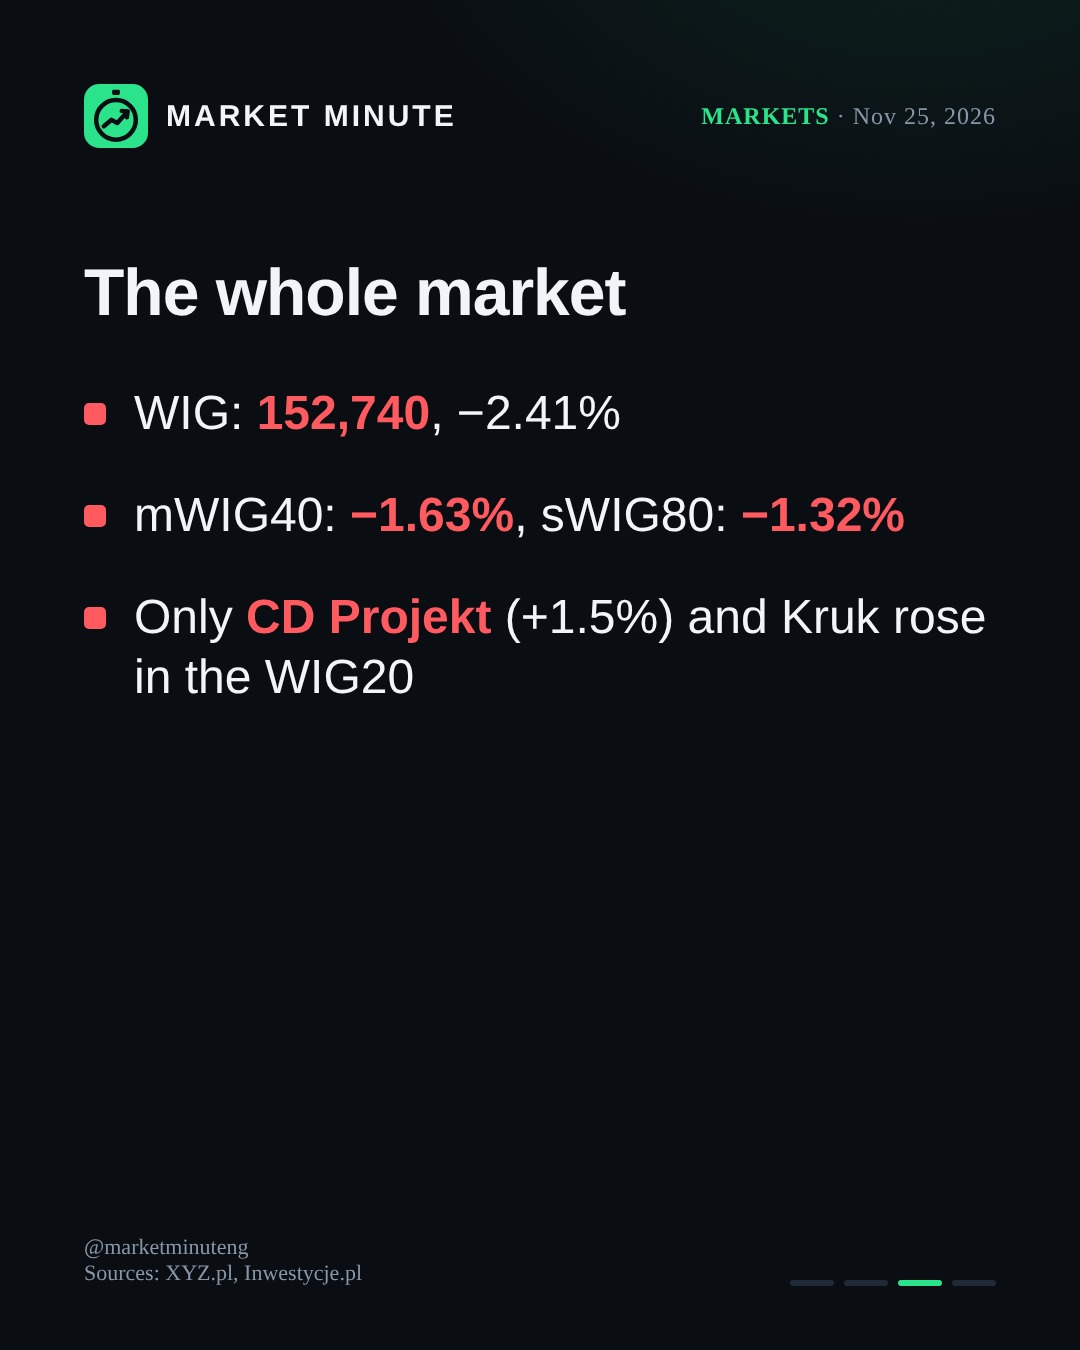 MARKET MINUTE
MARKETS · Nov 25, 2026
The whole market
WIG: 152,740, −2.41%
mWIG40: −1.63%, sWIG80: −1.32%
Only CD Projekt (+1.5%) and Kruk rose
in the WIG20
@marketminuteng
Sources: XYZ.pl, Inwestycje.pl